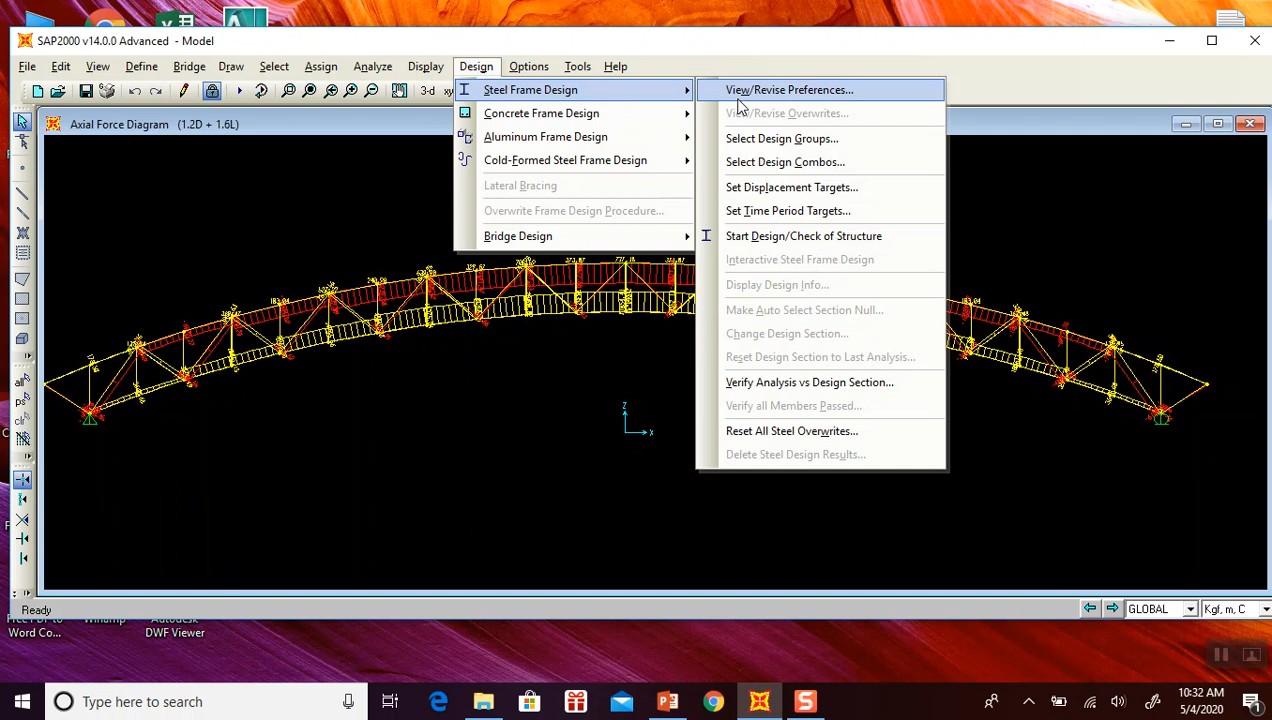 SAP2000 v14.0.0 Advanced - Model
File Edit View Define Bridge Draw Select Assign Analyze Display Design Options Tools Help
3-d
Axial Force Diagram (1.2D + 1.6L)
Steel Frame Design
Concrete Frame Design
Aluminum Frame Design
Cold-Formed Steel Frame Design
Lateral Bracing
Overwrite Frame Design Procedure...
Bridge Design
View/Revise Preferences...
View/Revise Overwrites...
Select Design Groups...
Select Design Combos...
Set Displacement Targets...
Set Time Period Targets...
Start Design/Check of Structure
Interactive Steel Frame Design
Display Design Info...
Make Auto Select Section Null...
Change Design Section...
Reset Design Section to Last Analysis...
Verify Analysis vs Design Section...
Verify all Members Passed...
Reset All Steel Overwrites...
Delete Steel Design Results...
all
ps
clr
Z
X
Ready
GLOBAL
Kgf, m, C
Word Co...
Winamp
Autodesk
DWF Viewer
Type here to search
10:32 AM
5/4/2020